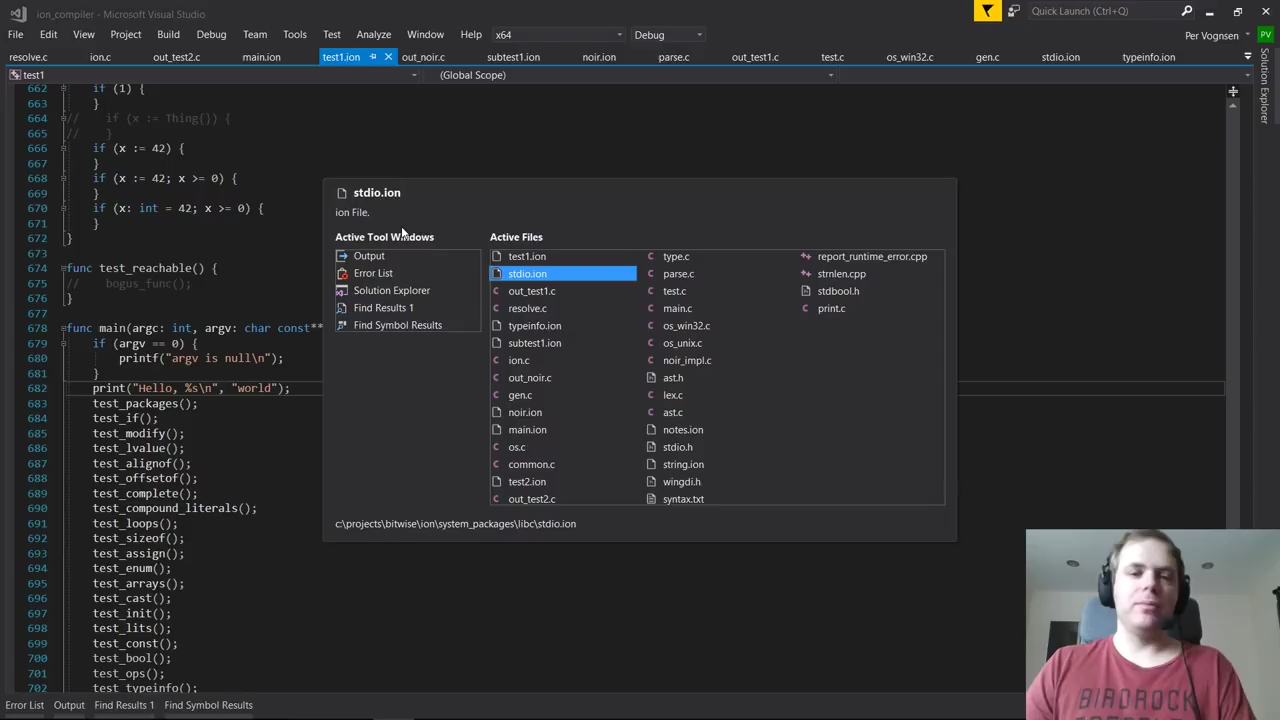 ion_compiler - Microsoft Visual Studio
Quick Launch (Ctrl+Q)
File Edit View Project Build Debug Team Tools Test Analyze Window Help x64 Debug Per Vognsen PV
resolve.c ion.c out_test2.c main.ion test1.ion out_noir.c subtest1.ion noir.ion parse.c out_test1.c test.c os_win32.c gen.c stdio.ion typeinfo.ion
Solution Explorer
test1 (Global Scope)
662 if (1) {
663 }
664 // if (x := Thing{}) {
665 // }
666 if (x := 42) {
667 }
668 if (x := 42; x >= 0) {
669 }
670 if (x: int = 42; x >= 0) {
671 }
672 }
673
674 func test_reachable() {
675 // bogus_func();
676 }
677
678 func main(argc: int, argv: char const**
679 if (argv == 0) {
680 printf("argv is null\n");
681 }
682 print("Hello, %s\n", "world");
683 test_packages();
684 test_if();
685 test_modify();
686 test_lvalue();
687 test_alignof();
688 test_offsetof();
689 test_complete();
690 test_compound_literals();
691 test_loops();
692 test_sizeof();
693 test_assign();
694 test_enum();
695 test_arrays();
696 test_cast();
697 test_init();
698 test_lits();
699 test_const();
700 test_bool();
701 test_ops();
702 test_typeinfo();
stdio.ion
ion File.
Active Tool Windows
Output
Error List
Solution Explorer
Find Results 1
Find Symbol Results
Active Files
test1.ion
stdio.ion
out_test1.c
resolve.c
typeinfo.ion
subtest1.ion
ion.c
out_noir.c
gen.c
noir.ion
main.ion
os.c
common.c
test2.ion
out_test2.c
type.c
parse.c
test.c
main.c
os_win32.c
os_unix.c
noir_impl.c
ast.h
lex.c
ast.c
notes.ion
stdio.h
string.ion
wingdi.h
syntax.txt
report_runtime_error.cpp
strnlen.cpp
stdbool.h
print.c
c:\projects\bitwise\ion\system_packages\libc\stdio.ion
BIRDROCK
Error List Output Find Results 1 Find Symbol Results